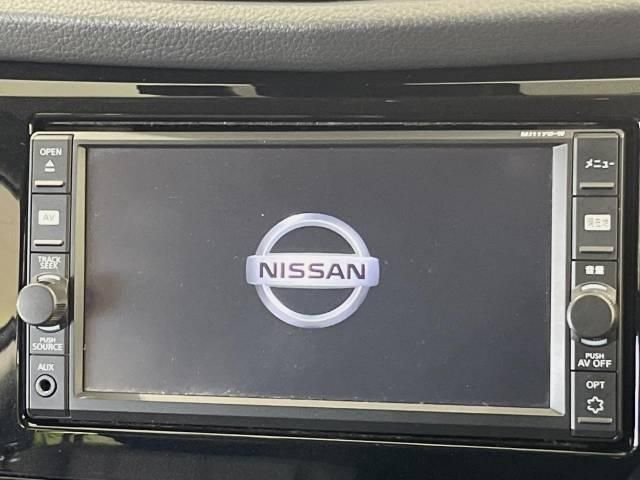 OPEN
AV
TRACK
SEEK
PUSH
SOURCE
AUX
NISSAN
メニュー
現在地
音量
PUSH
AV OFF
OPT